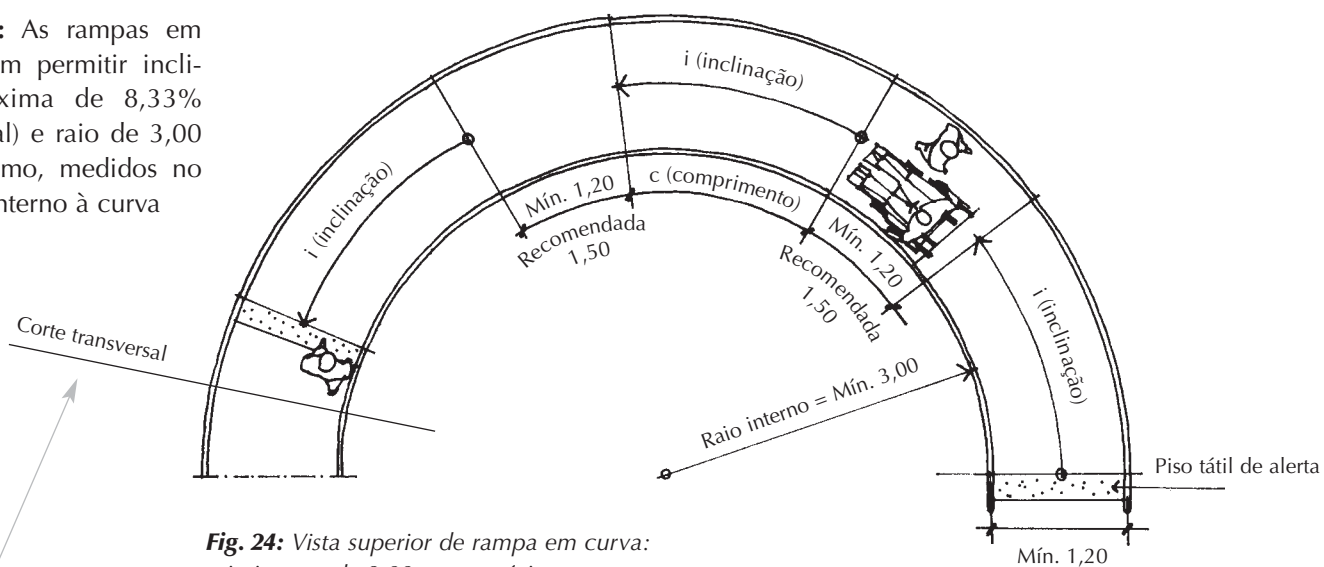 : As rampas em
m permitir incli-
xima de 8,33%
al) e raio de 3,00
mo, medidos no
nterno à curva
i (inclinação)
i (inclinação)
Mín. 1,20
Recomendada
1,50
c (comprimento)
Mín. 1,20
Recomendada
1,50
i (inclinação)
Corte transversal
Raio interno = Mín. 3,00
Piso tátil de alerta
Mín. 1,20
Fig. 24: Vista superior de rampa em curva: